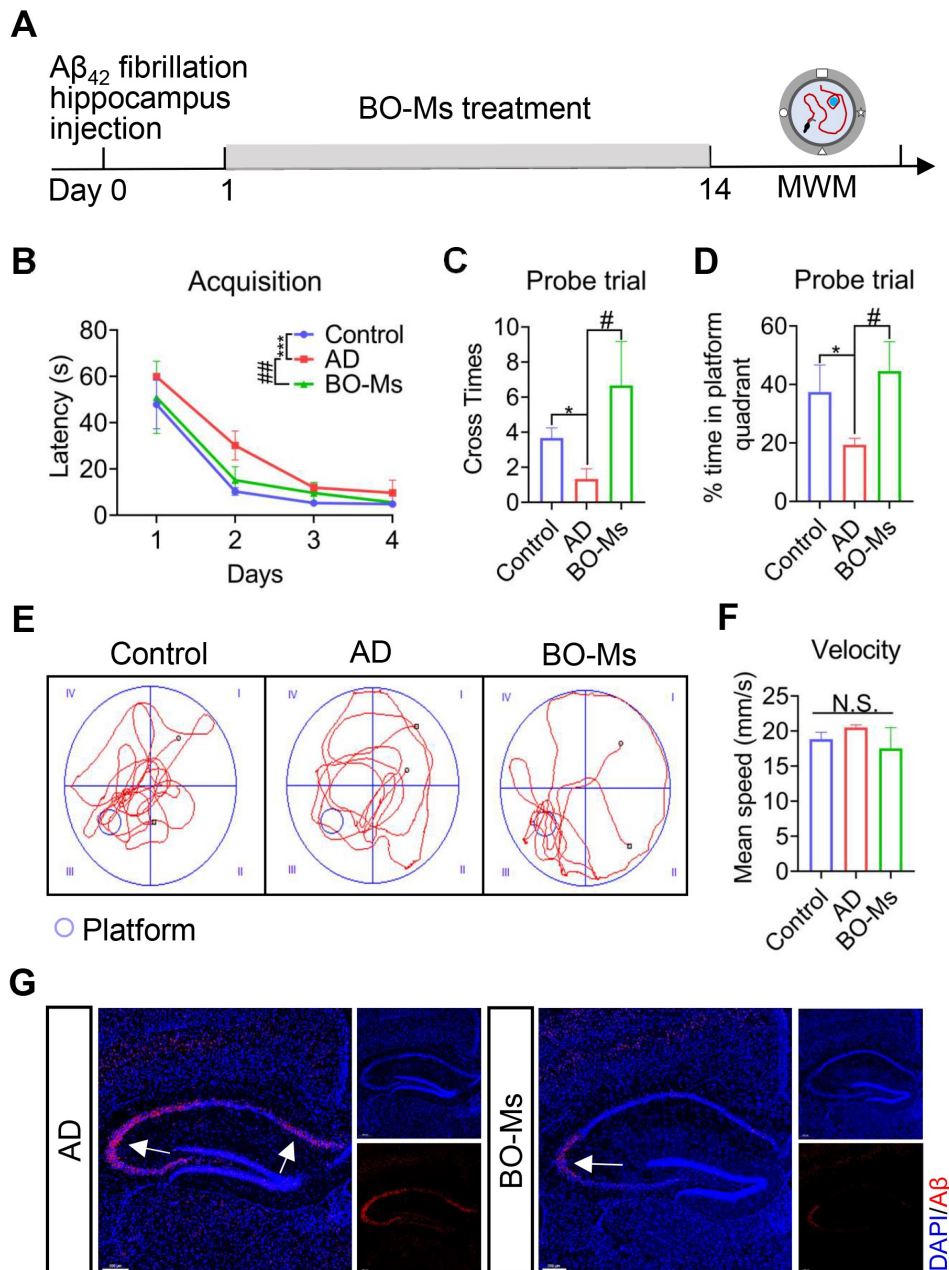 A
Aβ42 fibrillation
hippocampus
injection
BO-Ms treatment
Day 0
1
14
MWM
B
Acquisition
Latency (s)
80
60
40
20
0
1
2
3
4
Days
Control
AD
BO-Ms
***
##
C
Probe trial
Cross Times
10
8
6
4
2
0
*
#
Control
AD
BO-Ms
D
Probe trial
% time in platform
quadrant
60
40
20
0
*
#
Control
AD
BO-Ms
E
Control
AD
BO-Ms
IV
I
III
II
IV
I
III
II
IV
I
III
II
Platform
F
Velocity
Mean speed (mm/s)
25
20
15
10
5
0
N.S.
Control
AD
BO-Ms
G
AD
BO-Ms
DAPI/Aβ